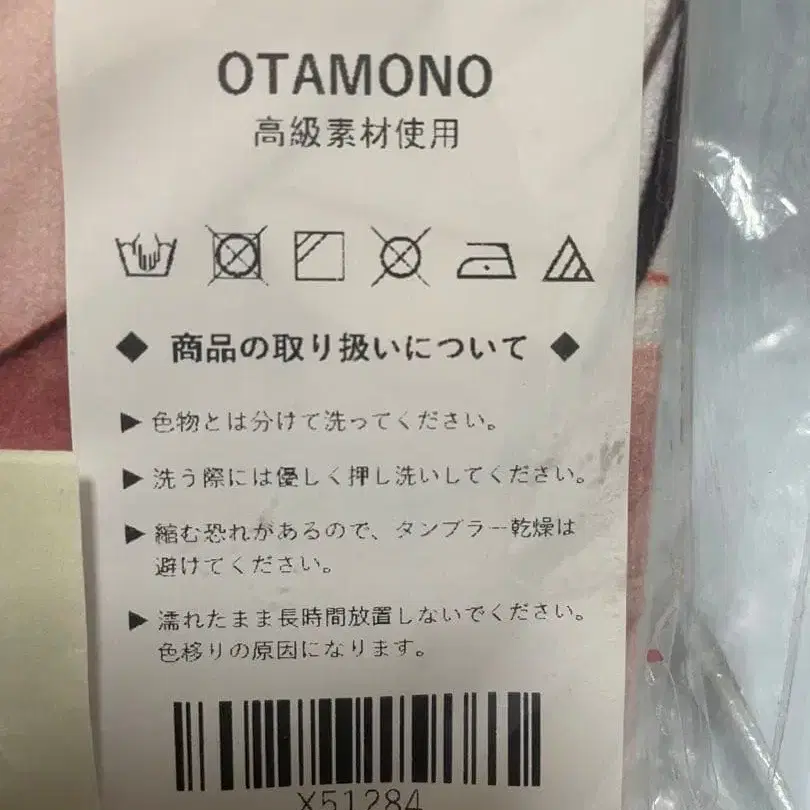 OTAMONO
高級素材使用
◆ 商品の取り扱いについて ◆
▶ 色物とは分けて洗ってください。
▶ 洗う際には優しく押し洗いしてください。
▶ 縮む恐れがあるので、タンブラー乾燥は
避けてください。
▶ 濡れたまま長時間放置しないでください。
色移りの原因になります。
X51284